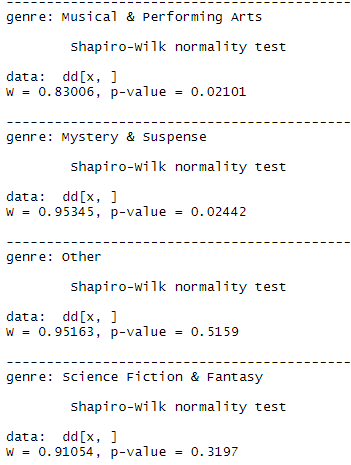 --------------------------------------------
genre: Musical & Performing Arts
Shapiro-Wilk normality test
data: dd[x, ]
W = 0.83006, p-value = 0.02101
--------------------------------------------
genre: Mystery & Suspense
Shapiro-Wilk normality test
data: dd[x, ]
W = 0.95345, p-value = 0.02442
--------------------------------------------
genre: Other
Shapiro-Wilk normality test
data: dd[x, ]
W = 0.95163, p-value = 0.5159
--------------------------------------------
genre: Science Fiction & Fantasy
Shapiro-Wilk normality test
data: dd[x, ]
W = 0.91054, p-value = 0.3197